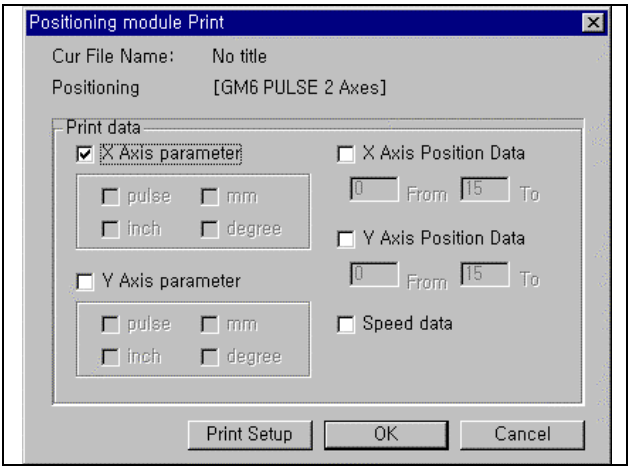 Positioning module Print
Cur File Name: No title
Positioning [GM6 PULSE 2 Axes]
Print data
X Axis parameter
pulse mm
inch degree
Y Axis parameter
pulse mm
inch degree
X Axis Position Data
0 From 15 To
Y Axis Position Data
0 From 15 To
Speed data
Print Setup OK Cancel